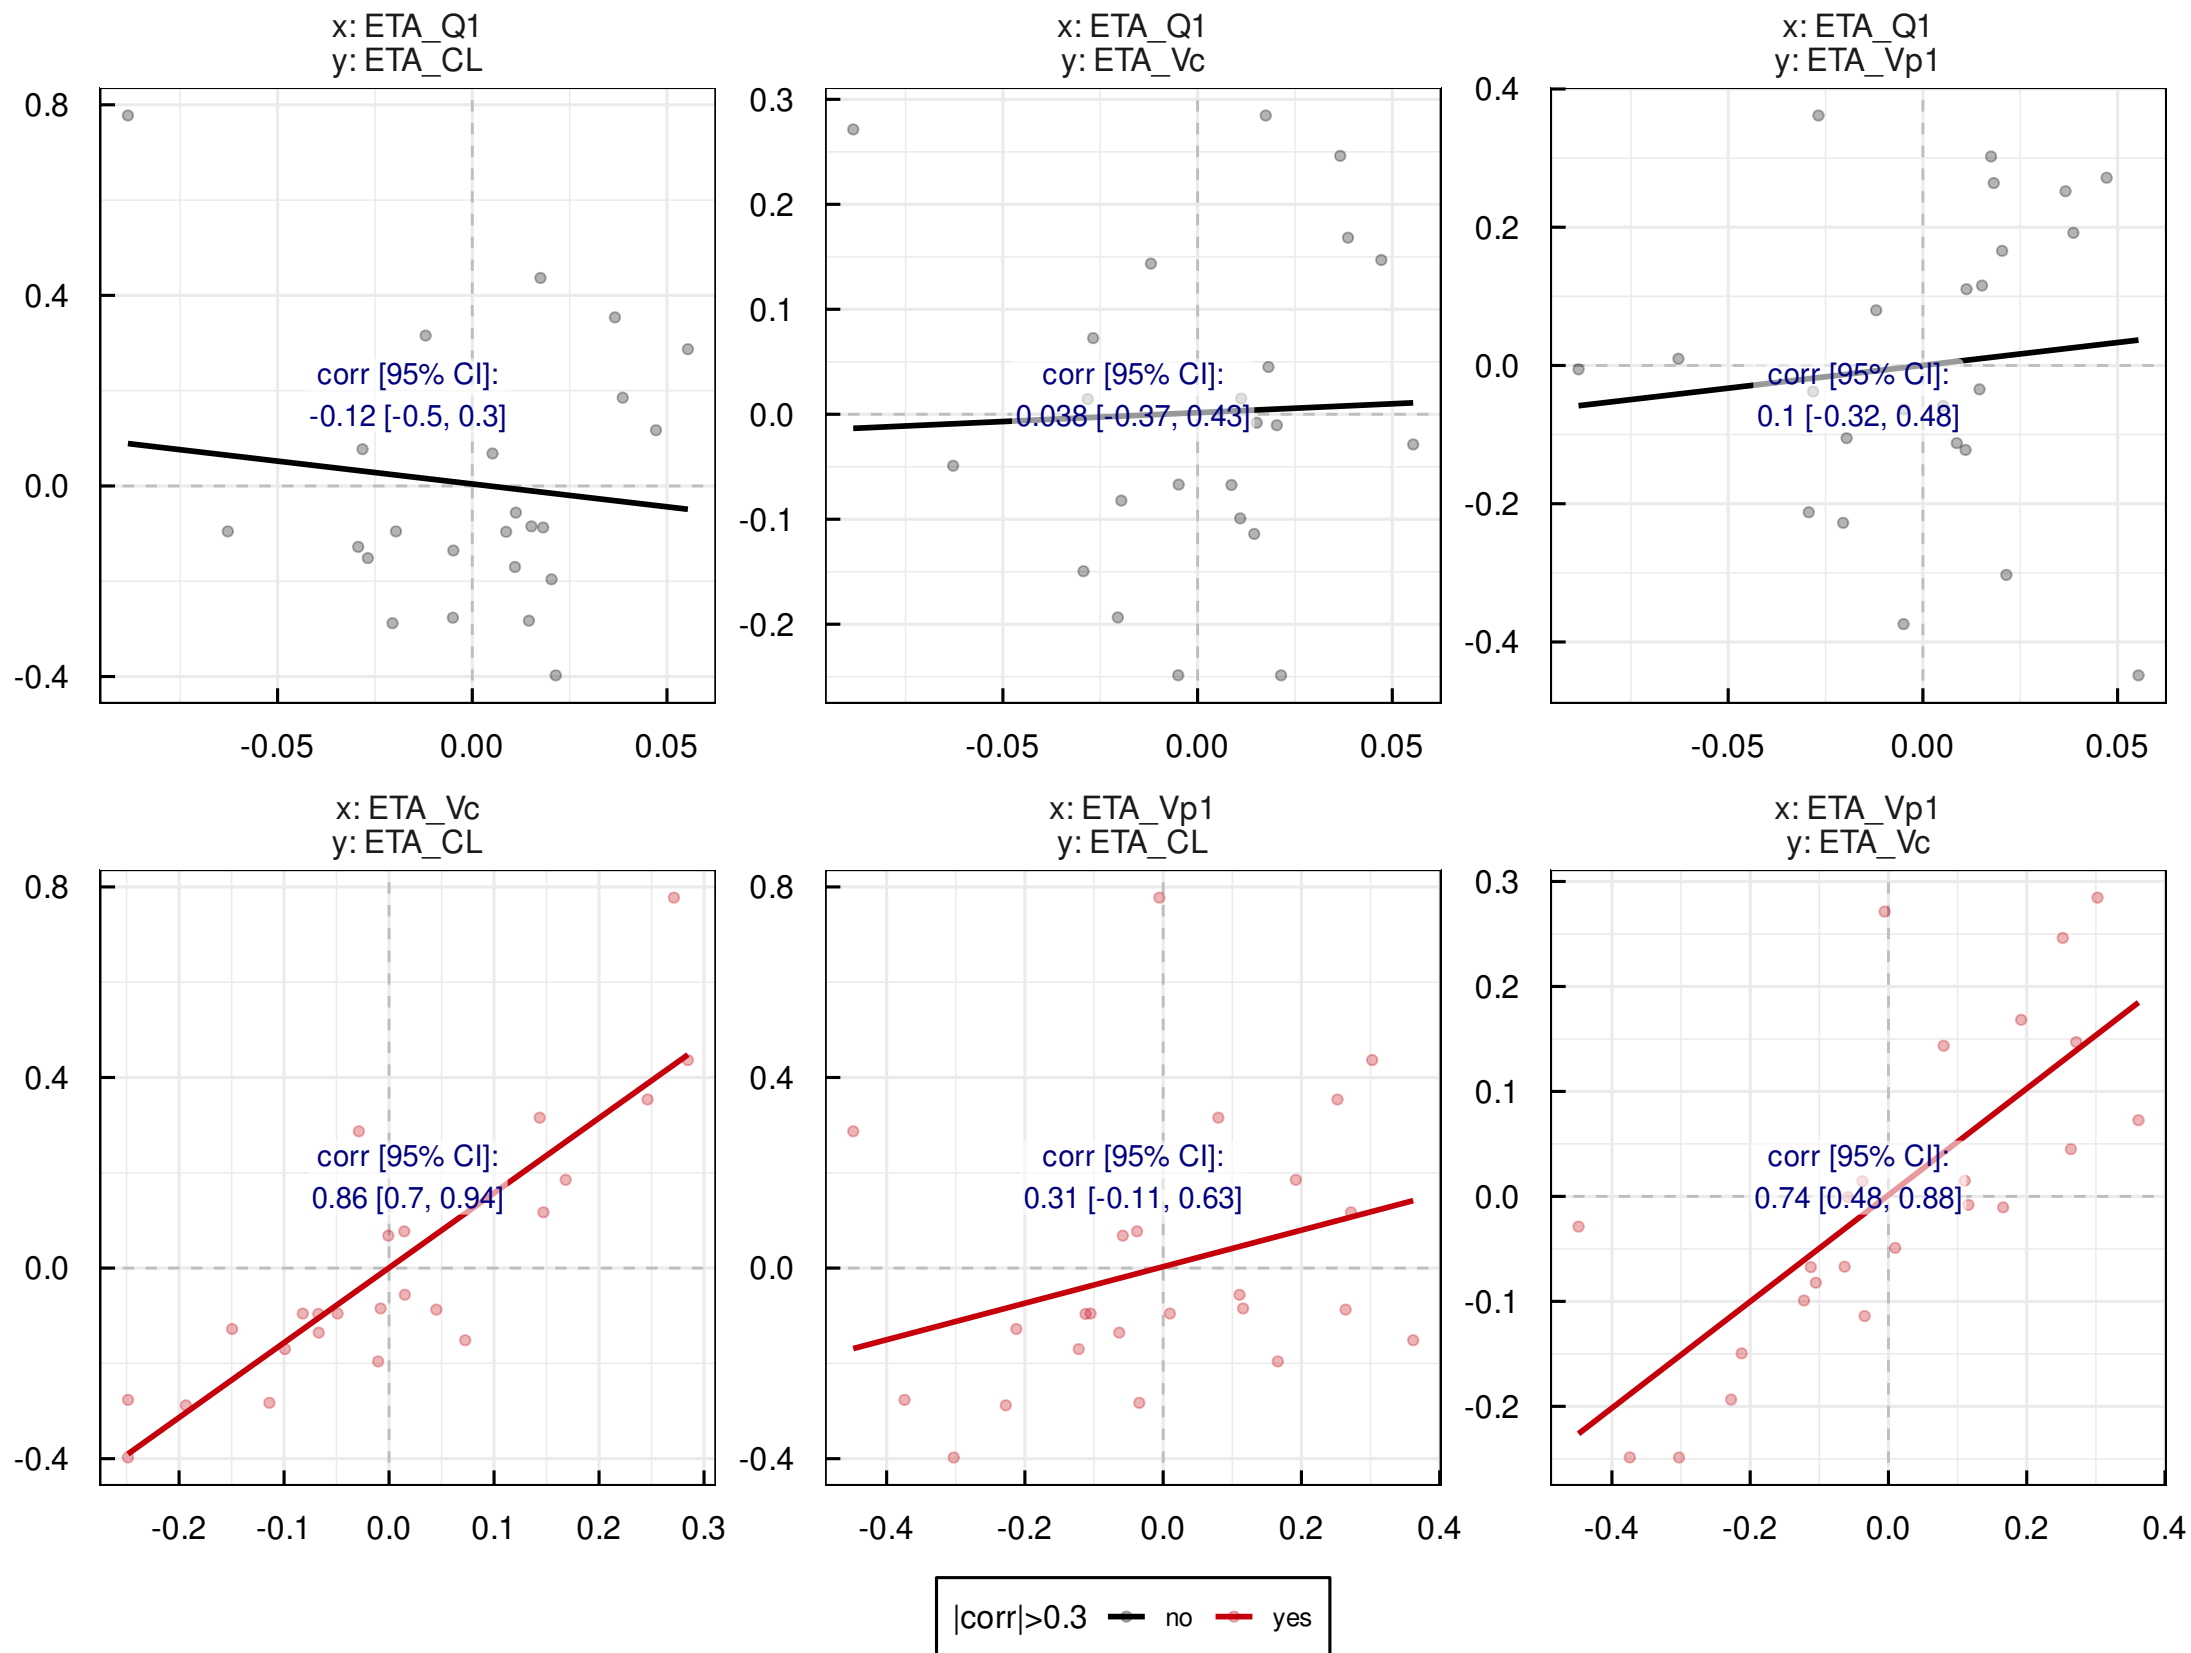 x: ETA_Q1
y: ETA_CL
x: ETA_Q1
y: ETA_Vc
x: ETA_Q1
y: ETA_Vp1
0.8
0.4
0.0
-0.4
corr [95% CI]:
-0.12 [-0.5, 0.3]
-0.05 0.00 0.05
0.3
0.2
0.1
0.0
-0.1
-0.2
corr [95% CI]:
0.038 [-0.37, 0.43]
-0.05 0.00 0.05
0.4
0.2
0.0
-0.2
-0.4
corr [95% CI]:
0.1 [-0.32, 0.48]
-0.05 0.00 0.05
x: ETA_Vc
y: ETA_CL
x: ETA_Vp1
y: ETA_CL
x: ETA_Vp1
y: ETA_Vc
0.8
0.4
0.0
-0.4
corr [95% CI]:
0.86 [0.7, 0.94]
-0.2 -0.1 0.0 0.1 0.2 0.3
0.8
0.4
0.0
-0.4
corr [95% CI]:
0.31 [-0.11, 0.63]
-0.4 -0.2 0.0 0.2 0.4
0.3
0.2
0.1
0.0
-0.1
-0.2
corr [95% CI]:
0.74 [0.48, 0.88]
-0.4 -0.2 0.0 0.2 0.4
|corr|>0.3 no yes